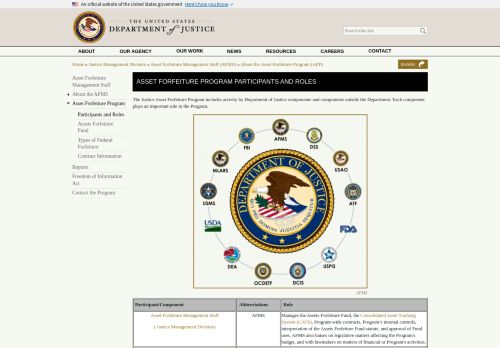 An official website of the United States government Here's how you know
THE UNITED STATES
DEPARTMENT of JUSTICE
Search this site
ABOUT OUR AGENCY OUR WORK NEWS RESOURCES CAREERS CONTACT
Home » Justice Management Division » Asset Forfeiture Management Staff (AFMS) » About the Asset Forfeiture Program (AFP)
SHARE
Asset Forfeiture
Management Staff
About the AFMS
Asset Forfeiture Program
Participants and Roles
Assets Forfeiture
Fund
Types of Federal
Forfeiture
Contract Information
Reports
Freedom of Information
Act
Contact the Program
ASSET FORFEITURE PROGRAM PARTICIPANTS AND ROLES
The Justice Asset Forfeiture Program includes activity by Department of Justice components and components outside the Department. Each component
plays an important role in the Program.
AFMS
FBI
DSS
MLARS
USAO
USMS
ATF
USDA
FDA
DEA
USPIS
OCDETF
DCIS
DEPARTMENT OF JUSTICE
QUI PRO DOMINA JUSTITIA SEQUITUR
AFMS
Participant/Component Abbreviations Role
Asset Forfeiture Management Staff
( Justice Management Division)
AFMS
Manages the Assets Forfeiture Fund, the Consolidated Asset Tracking
System (CATS), Program-wide contracts, Program's internal controls,
interpretation of the Assets Forfeiture Fund statute, and approval of Fund
uses. AFMS also liaises on legislative matters affecting the Program's
budget, and with lawmakers on matters of financial or Program's activities.